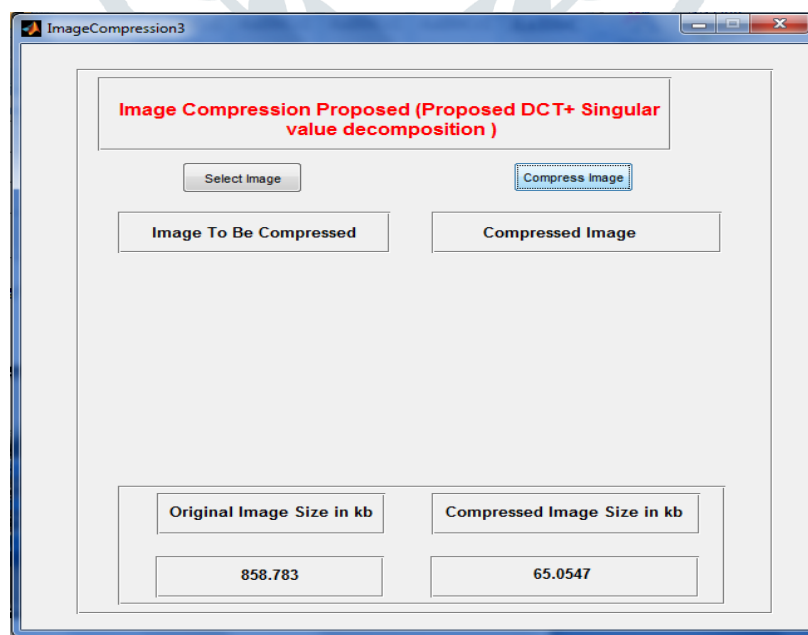 ImageCompression3
Image Compression Proposed (Proposed DCT+ Singular
value decomposition )
Select Image
Compress Image
Image To Be Compressed
Compressed Image
Original Image Size in kb
Compressed Image Size in kb
858.783
65.0547